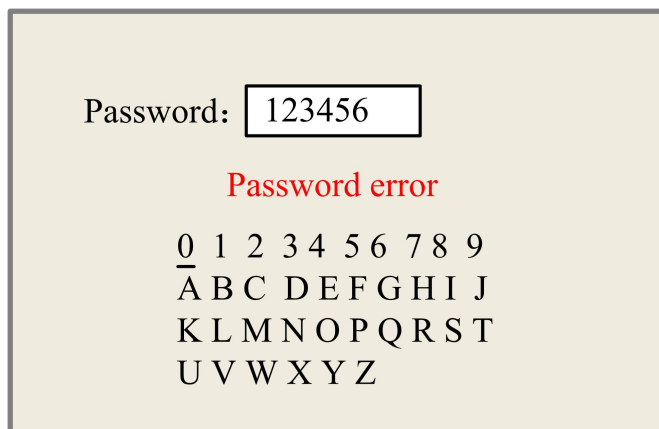 Password: 123456
Password error
0 1 2 3 4 5 6 7 8 9
A B C D E F G H I J
K L M N O P Q R S T
U V W X Y Z